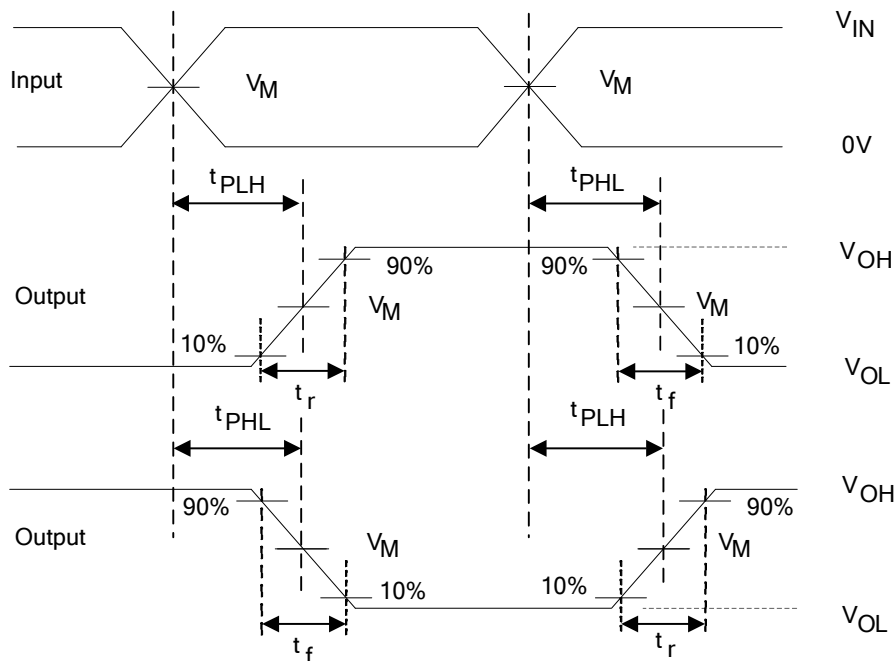 V_IN
Input
V_M
V_M
0V
t_PLH
t_PHL
V_OH
90%
90%
Output
V_M
V_M
10%
10%
V_OL
t_r
t_f
t_PHL
t_PLH
V_OH
90%
90%
Output
V_M
V_M
10%
10%
V_OL
t_f
t_r